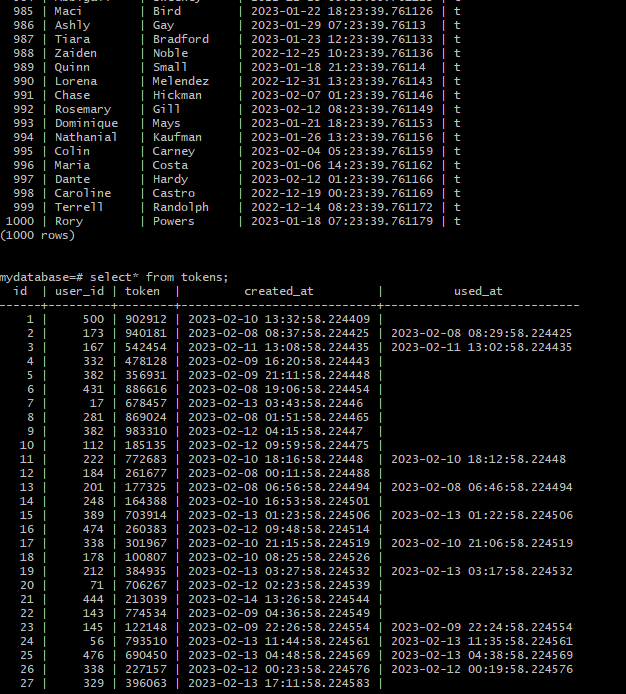 985 | Maci | Bird | 2023-01-22 18:23:39.761126 | t
986 | Ashly | Gay | 2023-01-29 07:23:39.76113 | t
987 | Tiara | Bradford | 2023-01-23 12:23:39.761133 | t
988 | Zaiden | Noble | 2022-12-25 10:23:39.761136 | t
989 | Quinn | Small | 2023-01-18 21:23:39.76114 | t
990 | Lorena | Melendez | 2022-12-31 13:23:39.761143 | t
991 | Chase | Hickman | 2023-02-07 01:23:39.761146 | t
992 | Rosemary | Gill | 2023-02-12 08:23:39.761149 | t
993 | Dominique | Mays | 2023-01-21 18:23:39.761153 | t
994 | Nathanial | Kaufman | 2023-01-26 13:23:39.761156 | t
995 | Colin | Carney | 2023-02-04 05:23:39.761159 | t
996 | Maria | Costa | 2023-01-06 14:23:39.761162 | t
997 | Dante | Hardy | 2023-02-12 01:23:39.761166 | t
998 | Caroline | Castro | 2022-12-19 00:23:39.761169 | t
999 | Terrell | Randolph | 2022-12-14 08:23:39.761172 | t
1000 | Rory | Powers | 2023-01-18 07:23:39.761179 | t
(1000 rows)
mydatabase=# select* from tokens;
id | user_id | token | created_at | used_at
1 | 500 | 902912 | 2023-02-10 13:32:58.224409 |
2 | 173 | 940181 | 2023-02-08 08:37:58.224425 | 2023-02-08 08:29:58.224425
3 | 167 | 542454 | 2023-02-11 13:08:58.224435 | 2023-02-11 13:02:58.224435
4 | 332 | 478128 | 2023-02-09 16:20:58.224443 |
5 | 382 | 356931 | 2023-02-09 21:11:58.224448 |
6 | 431 | 886616 | 2023-02-08 19:06:58.224454 |
7 | 17 | 678457 | 2023-02-13 03:43:58.22446 |
8 | 281 | 869024 | 2023-02-08 01:51:58.224465 |
9 | 382 | 983310 | 2023-02-12 04:15:58.22447 |
10 | 112 | 185135 | 2023-02-12 09:59:58.224475 |
11 | 222 | 772683 | 2023-02-10 18:16:58.22448 | 2023-02-10 18:12:58.22448
12 | 184 | 261677 | 2023-02-08 00:11:58.224488 |
13 | 201 | 177325 | 2023-02-08 06:56:58.224494 | 2023-02-08 06:46:58.224494
14 | 248 | 164388 | 2023-02-10 16:53:58.224501 |
15 | 389 | 703914 | 2023-02-13 01:23:58.224506 | 2023-02-13 01:22:58.224506
16 | 474 | 260383 | 2023-02-12 09:48:58.224514 |
17 | 338 | 301967 | 2023-02-10 21:15:58.224519 | 2023-02-10 21:06:58.224519
18 | 178 | 100807 | 2023-02-10 08:25:58.224526 |
19 | 212 | 384935 | 2023-02-13 03:27:58.224532 | 2023-02-13 03:17:58.224532
20 | 71 | 706267 | 2023-02-12 02:23:58.224539 |
21 | 444 | 213039 | 2023-02-14 13:26:58.224544 |
22 | 143 | 774534 | 2023-02-09 04:36:58.224549 |
23 | 145 | 122148 | 2023-02-09 22:26:58.224554 | 2023-02-09 22:24:58.224554
24 | 56 | 793510 | 2023-02-13 11:44:58.224561 | 2023-02-13 11:35:58.224561
25 | 476 | 690450 | 2023-02-13 04:48:58.224569 | 2023-02-13 04:38:58.224569
26 | 338 | 227157 | 2023-02-12 00:23:58.224576 | 2023-02-12 00:19:58.224576
27 | 329 | 396063 | 2023-02-13 17:11:58.224583 |